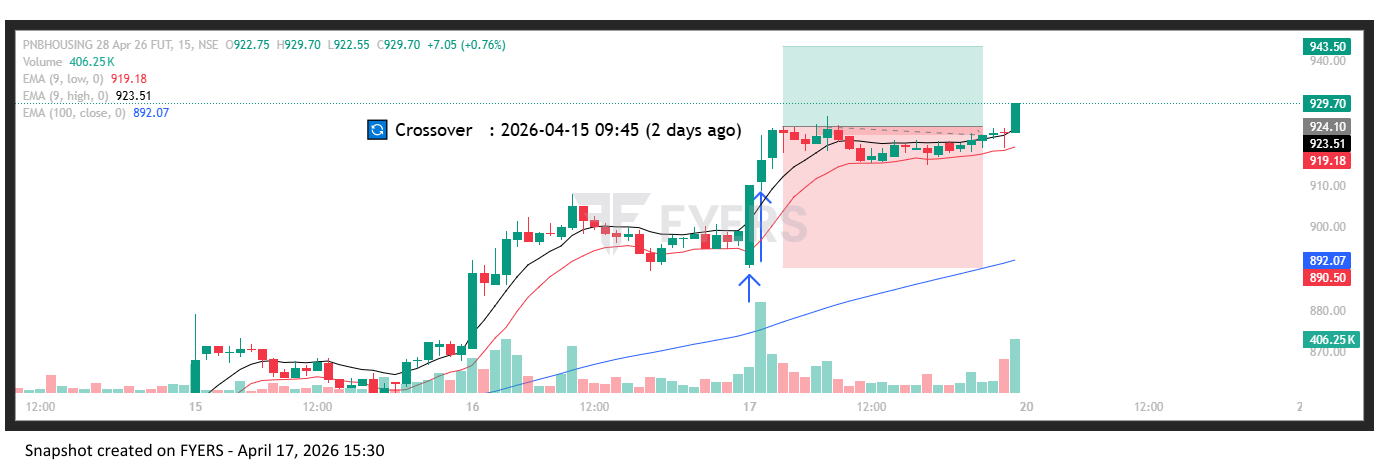 PNBHOUSING 28 Apr 26 FUT, 15, NSE O922.75 H929.70 L922.55 C929.70 +7.05 (+0.76%)
Volume 406.25K
EMA (9, low, 0) 919.18
EMA (9, high, 0) 923.51
EMA (100, close, 0) 892.07
Crossover : 2026-04-15 09:45 (2 days ago)
FYERS
943.50
940.00
929.70
924.10
923.51
919.18
910.00
900.00
892.07
890.50
880.00
406.25K
870.00
12:00 15 12:00 16 12:00 17 12:00 20 12:00 2
Snapshot created on FYERS - April 17, 2026 15:30